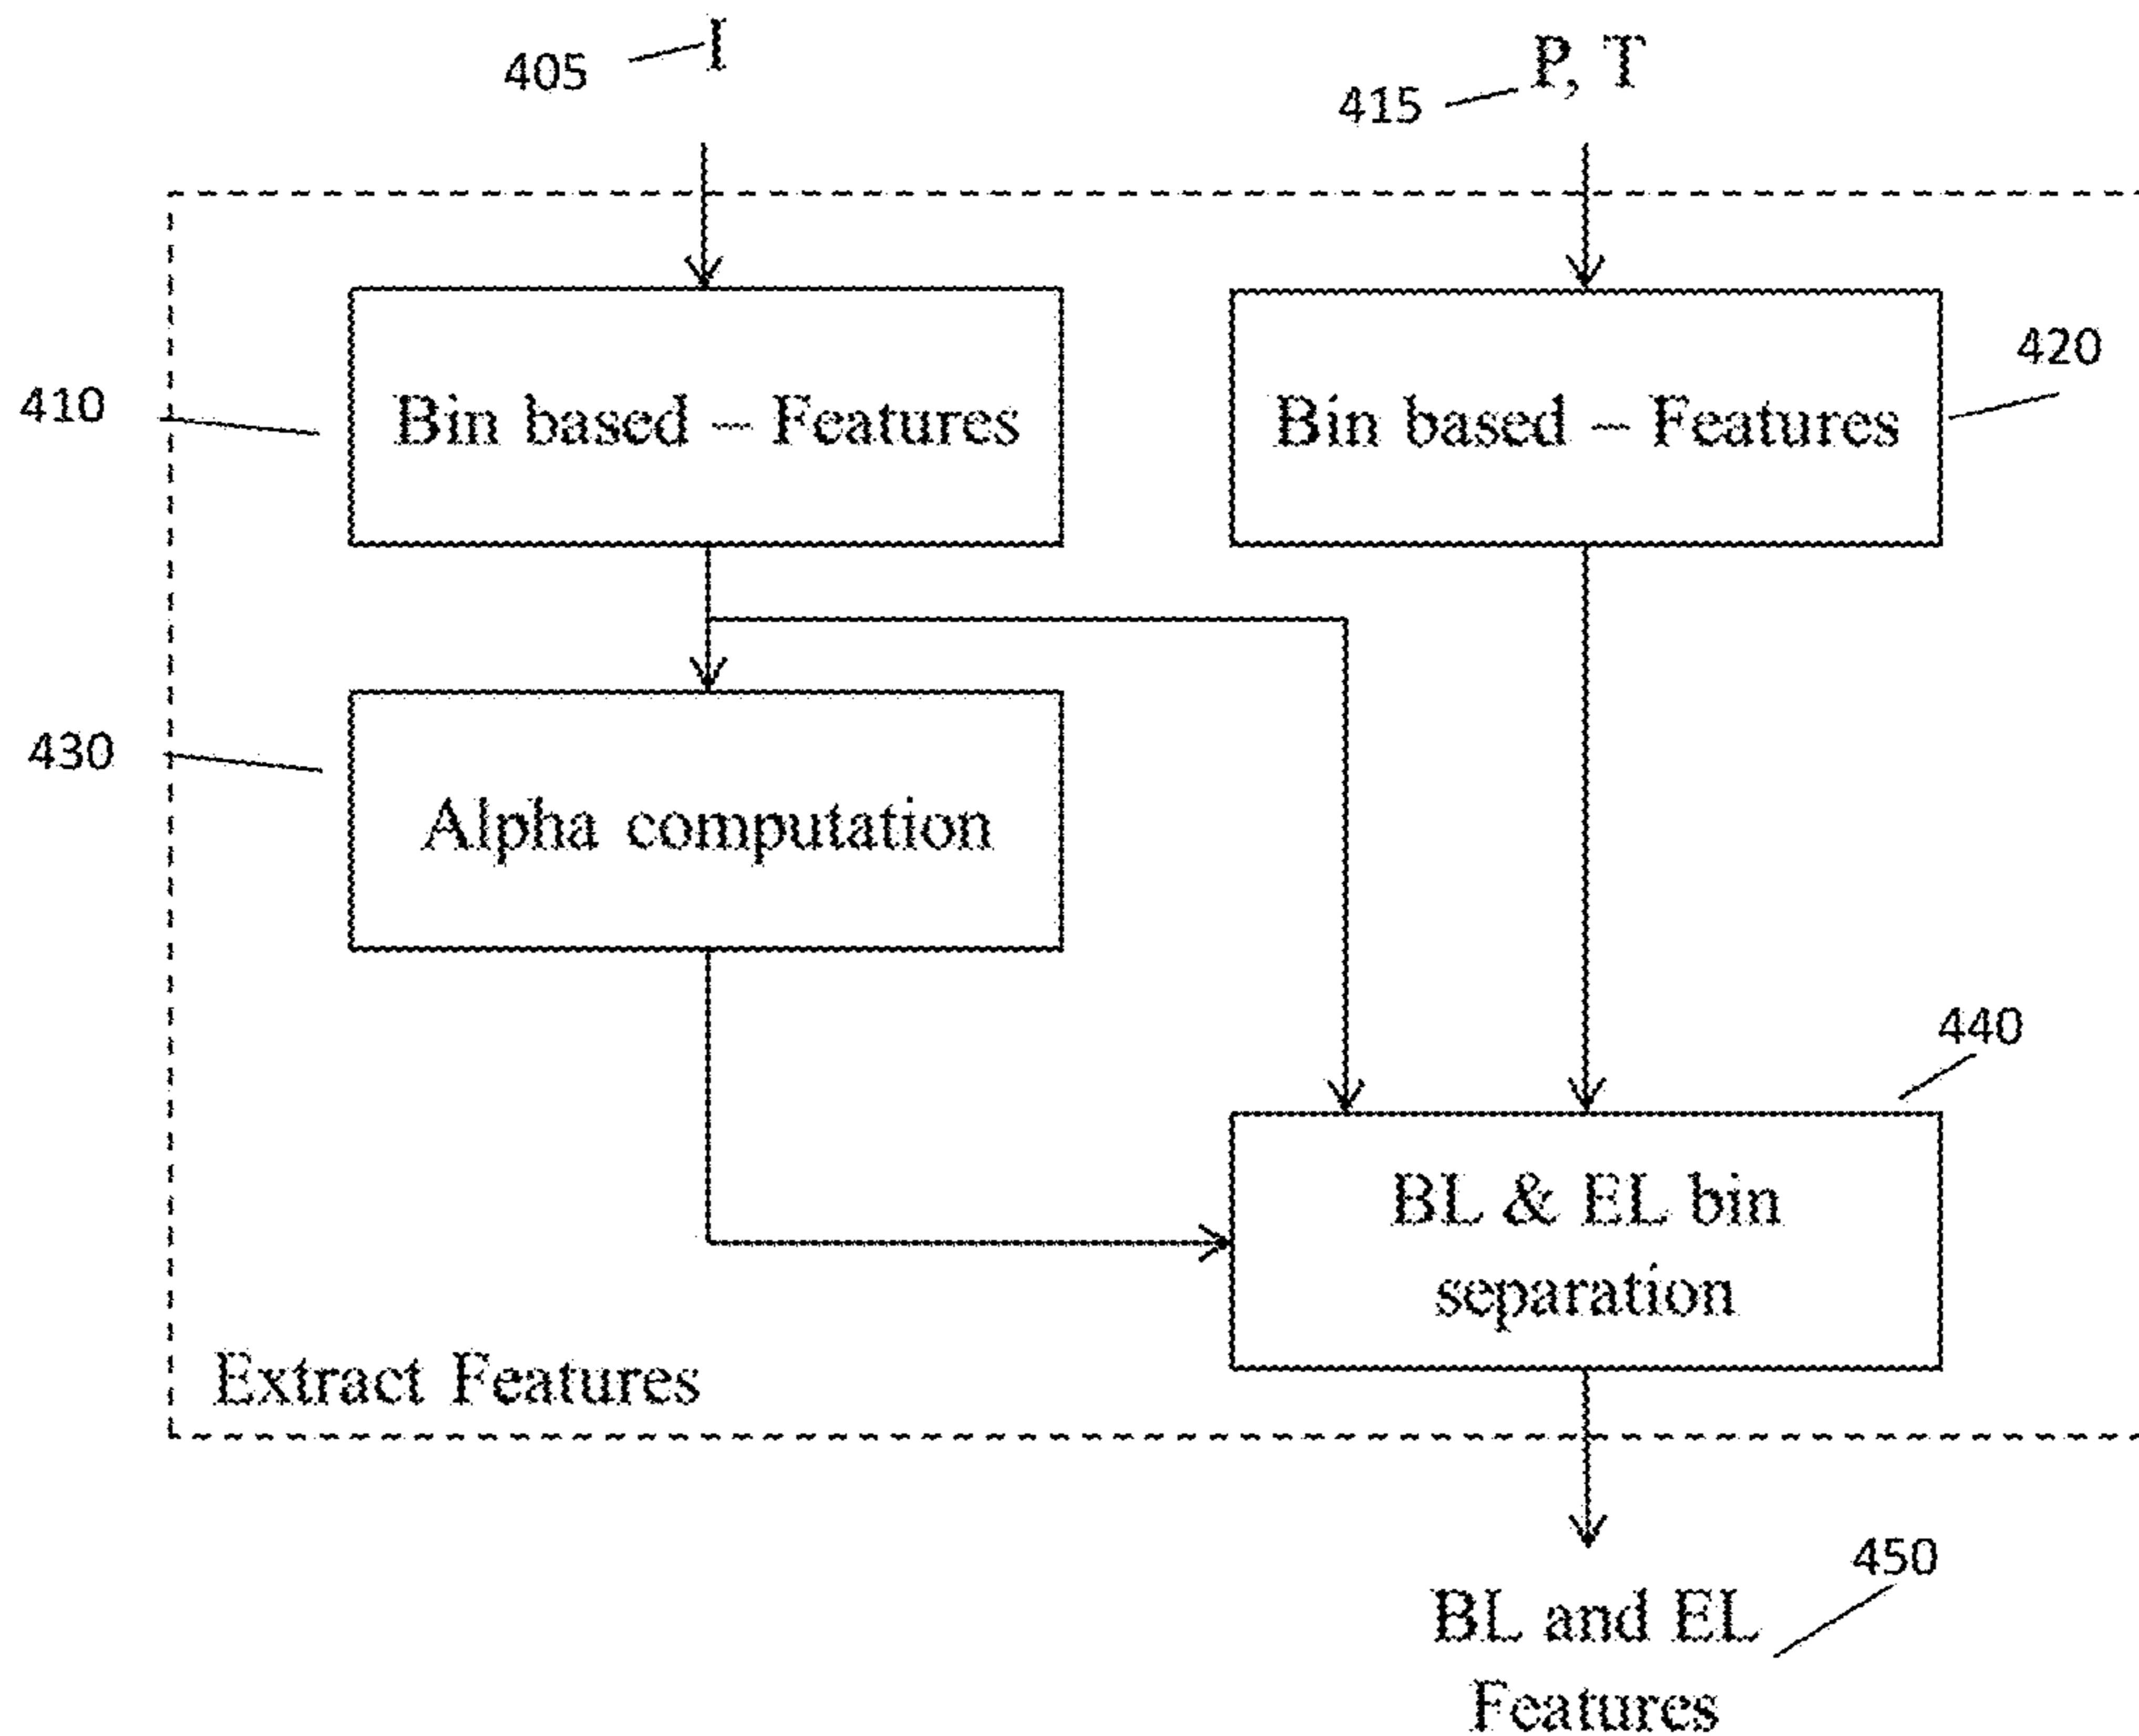 405
I
415
P, T
410
Bin based – Features
Bin based – Features
420
430
Alpha computation
440
BL & EL bin
separation
Extract Features
450
BL and EL
Features